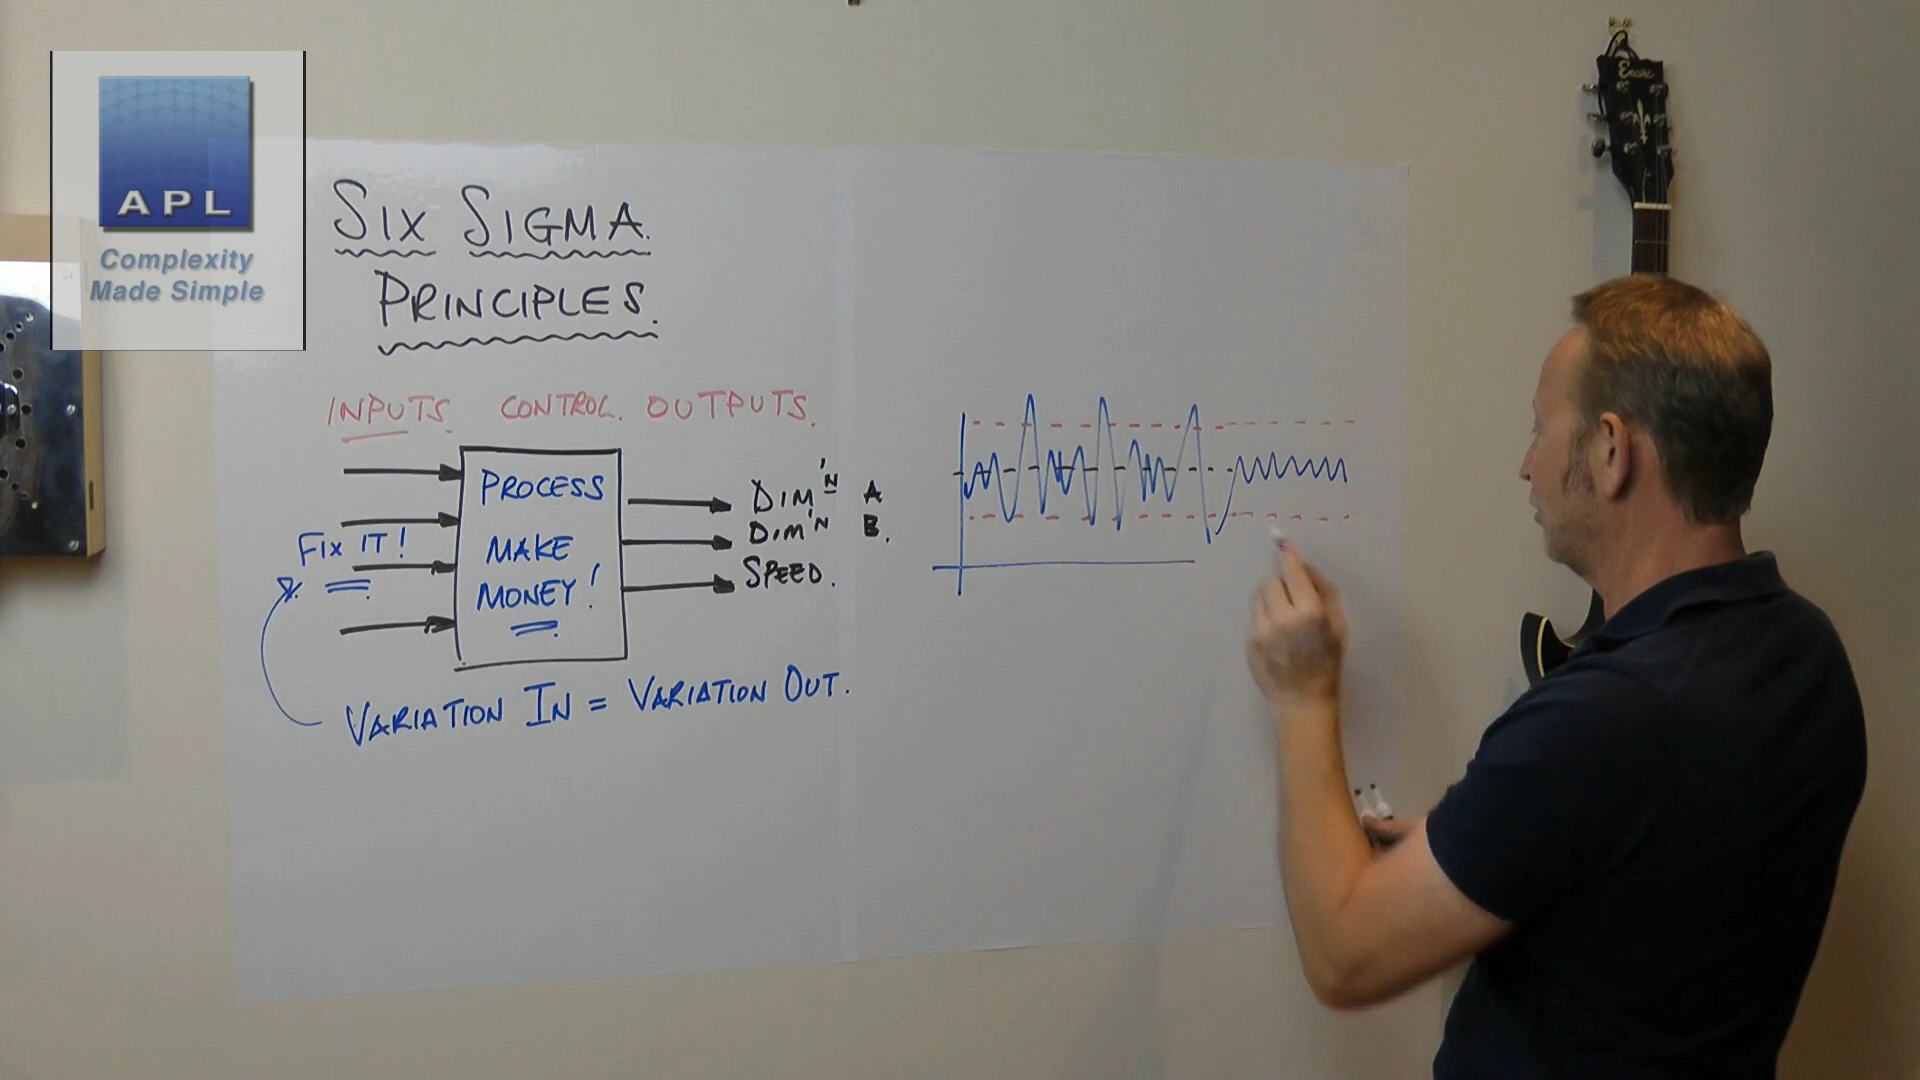 APL
Complexity
Made Simple
SIX SIGMA.
PRINCIPLES.
INPUTS. CONTROL. OUTPUTS.
PROCESS
MAKE
MONEY!
FIX IT!
DIM'N A
DIM'N B.
SPEED.
VARIATION IN = VARIATION OUT.
Encore